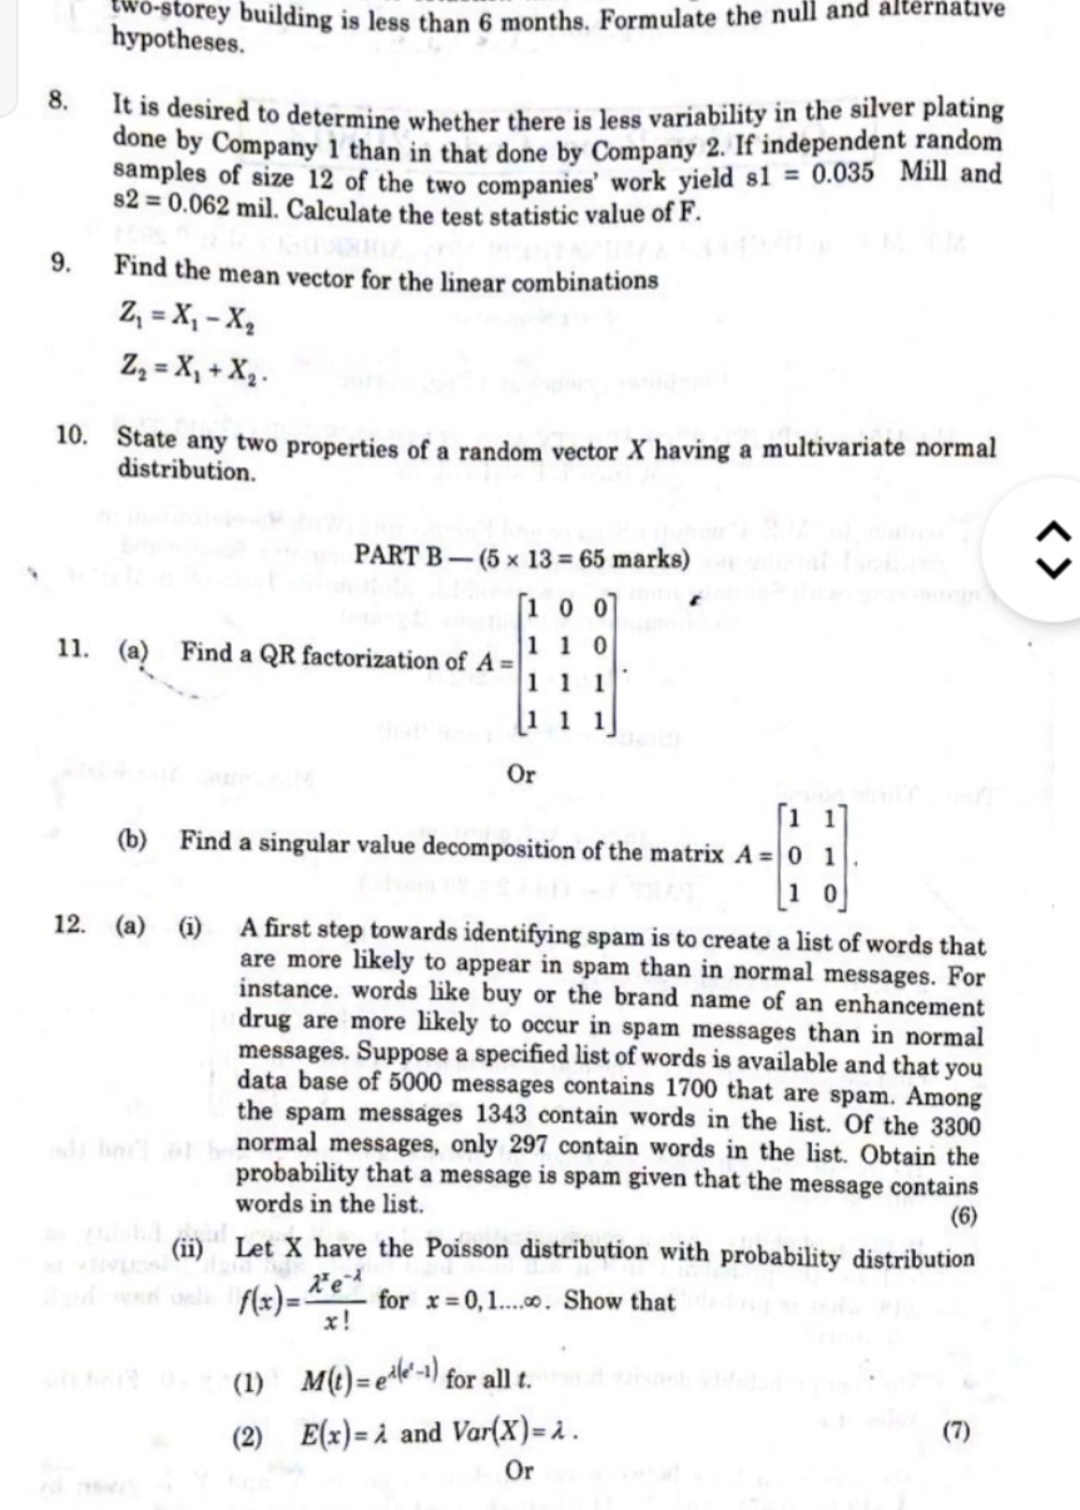 two-storey building is less than 6 months. Formulate the null and alternative
hypotheses.
8. It is desired to determine whether there is less variability in the silver plating
done by Company 1 than in that done by Company 2. If independent random
samples of size 12 of the two companies' work yield s1 = 0.035 Mill and
s2 = 0.062 mil. Calculate the test statistic value of F.
9. Find the mean vector for the linear combinations
Z₁ = X₁ – X₂
Z₂ = X₁ + X₂.
10. State any two properties of a random vector X having a multivariate normal
distribution.
PART B — (5 × 13 = 65 marks)
11. (a) Find a QR factorization of A = [1 0 0
1 1 0
1 1 1
1 1 1].
Or
(b) Find a singular value decomposition of the matrix A = [1 1
0 1
1 0].
12. (a) (i) A first step towards identifying spam is to create a list of words that
are more likely to appear in spam than in normal messages. For
instance. words like buy or the brand name of an enhancement
drug are more likely to occur in spam messages than in normal
messages. Suppose a specified list of words is available and that you
data base of 5000 messages contains 1700 that are spam. Among
the spam messages 1343 contain words in the list. Of the 3300
normal messages, only 297 contain words in the list. Obtain the
probability that a message is spam given that the message contains
words in the list. (6)
(ii) Let X have the Poisson distribution with probability distribution
f(x) = λˣe^(-λ) / x! for x = 0,1....∞. Show that
(1) M(t) = e^(λ(eᵗ–1)) for all t.
(2) E(x) = λ and Var(X) = λ. (7)
Or